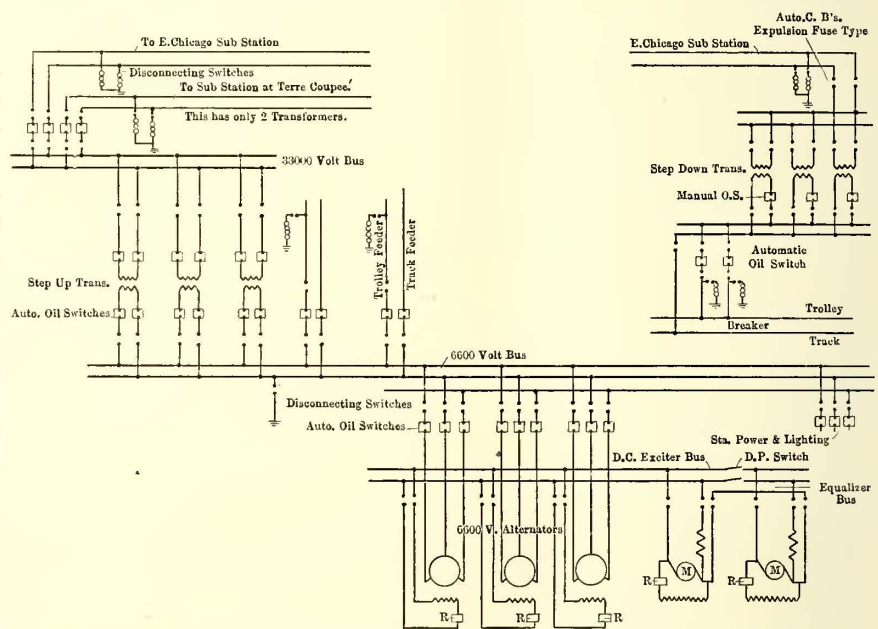 To E.Chicago Sub Station
Disconnecting Switches
To Sub Station at Terre Coupee.'
This has only 2 Transformers.
33000 Volt Bus
Step Up Trans.
Auto. Oil Switches
Trolley Feeder
Track Feeder
Auto.C. B's.
Expulsion Fuse Type
E.Chicago Sub Station
Step Down Trans.
Manual O.S.
Automatic
Oil Switch
Trolley
Breaker
Track
6600 Volt Bus
Disconnecting Switches
Auto. Oil Switches
Sta. Power & Lighting
D.C. Exciter Bus
D.P. Switch
Equalizer
Bus
6600 V. Alternators
M
M
R
R
R
R
R